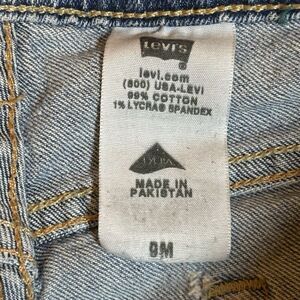 Levi's
levi.com
(800) USA-LEVI
99% COTTON
1% LYCRA® SPANDEX
LYCRA
MADE IN
PAKISTAN
9M